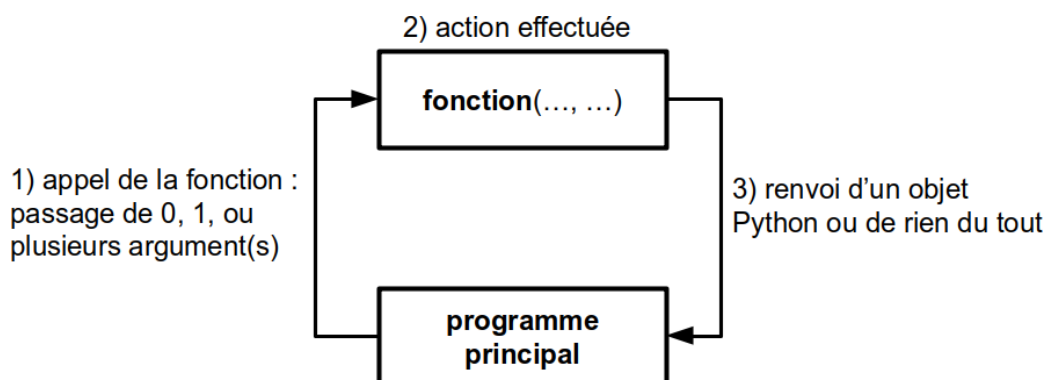 2) action effectuée
fonction(…, …)
1) appel de la fonction :
passage de 0, 1, ou
plusieurs argument(s)
3) renvoi d’un objet
Python ou de rien du tout
programme
principal